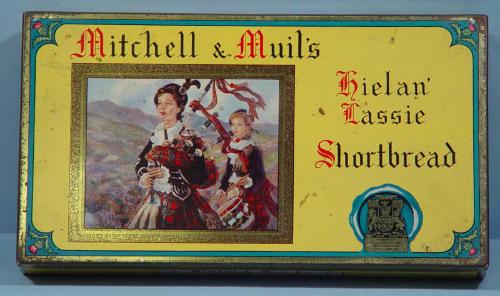 Mitchell & Muil's
Hielan'
Lassie
Shortbread